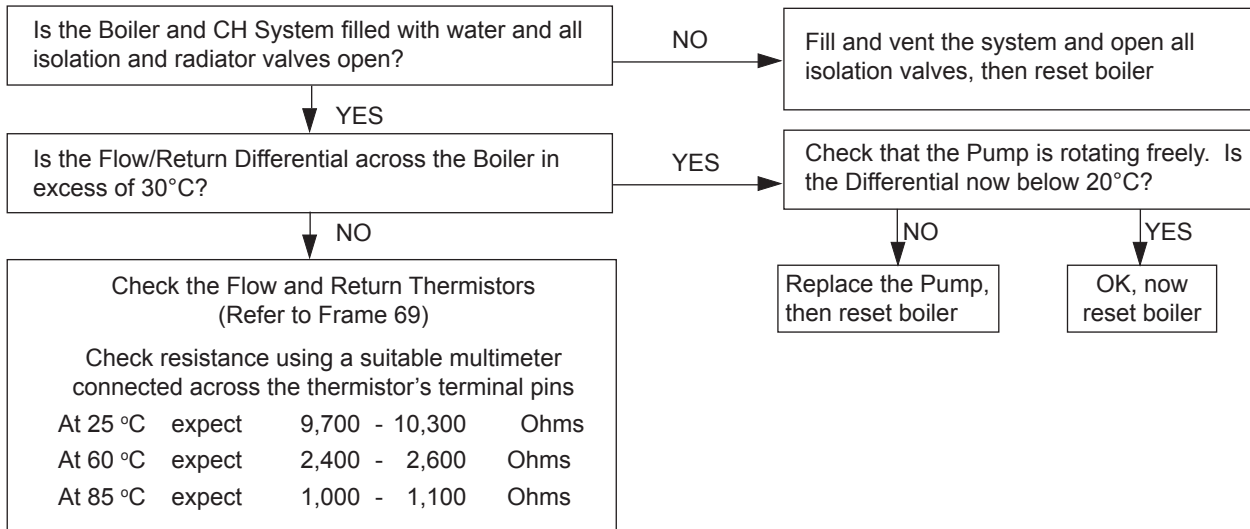 Is the Boiler and CH System filled with water and all
isolation and radiator valves open?
NO
Fill and vent the system and open all
isolation valves, then reset boiler
YES
Is the Flow/Return Differential across the Boiler in
excess of 30°C?
YES
Check that the Pump is rotating freely.  Is
the Differential now below 20°C?
NO
NO
YES
Replace the Pump,
then reset boiler
OK, now
reset boiler
Check the Flow and Return Thermistors
(Refer to Frame 69)
Check resistance using a suitable multimeter
connected across the thermistor's terminal pins
At 25 °C expect 9,700 - 10,300 Ohms
At 60 °C expect 2,400 - 2,600 Ohms
At 85 °C expect 1,000 - 1,100 Ohms